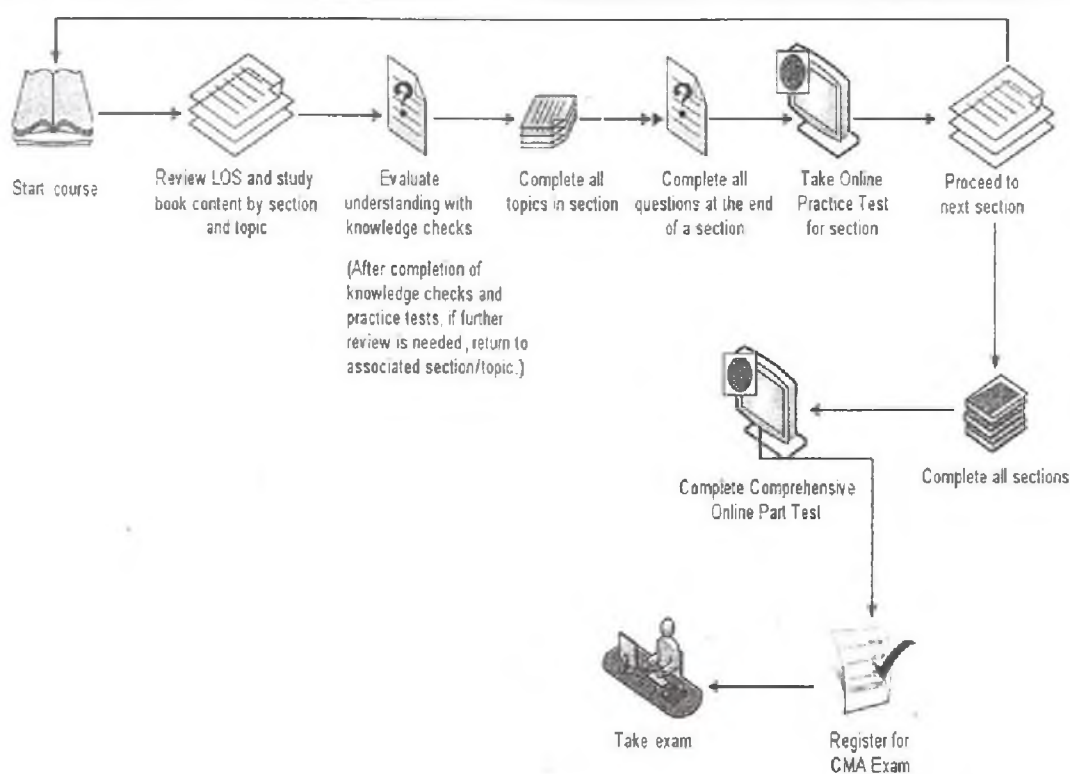 Start course
Review LOS and study
book content by section
and topic
Evaluate
understanding with
knowledge checks
(After completion of
knowledge checks and
practice tests, if further
review is needed, return to
associated section/topic.)
Complete all
topics in section
Complete all
questions at the end
of a section
Take Online
Practice Test
for section
Proceed to
next section
Complete all sections
Complete Comprehensive
Online Part Test
Register for
CMA Exam
Take exam